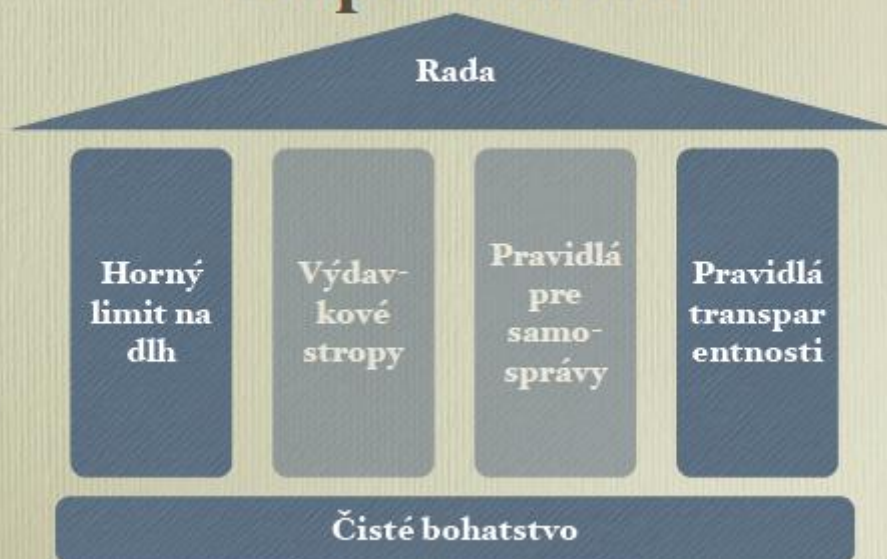 Rada
Horný
limit na
dlh
Výdav-
kové
stropy
Pravidlá
pre
samo-
správy
Pravidlá
transpar
entnosti
Čisté bohatstvo